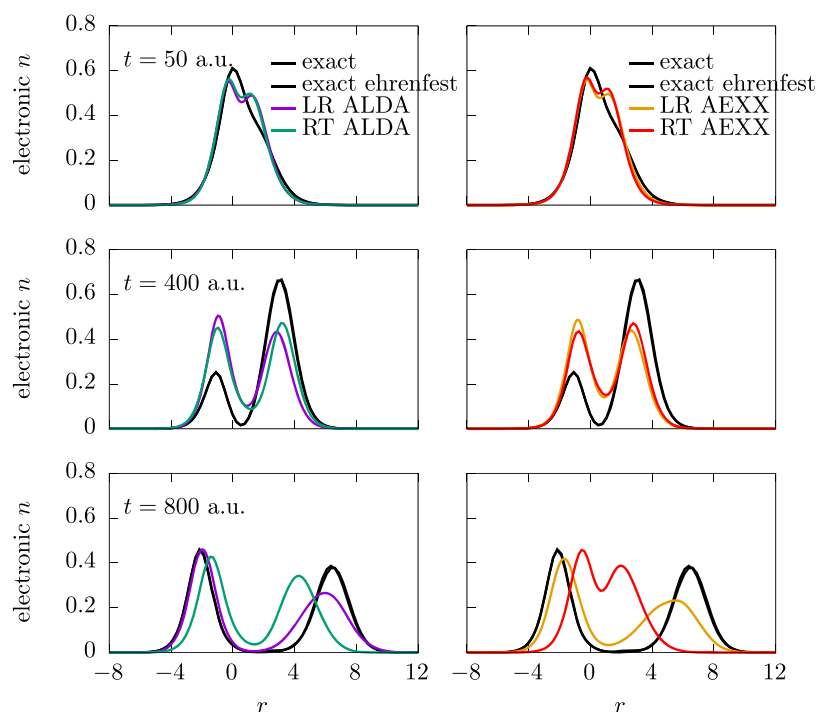 0.8
0.6
0.4
0.2
0
electronic n
t = 50 a.u.
exact
exact ehrenfest
LR ALDA
RT ALDA
exact
exact ehrenfest
LR AEXX
RT AEXX
0.8
0.6
0.4
0.2
0
electronic n
t = 400 a.u.
0.8
0.6
0.4
0.2
0
electronic n
t = 800 a.u.
−8 −4 0 4 8 12
r
−8 −4 0 4 8 12
r